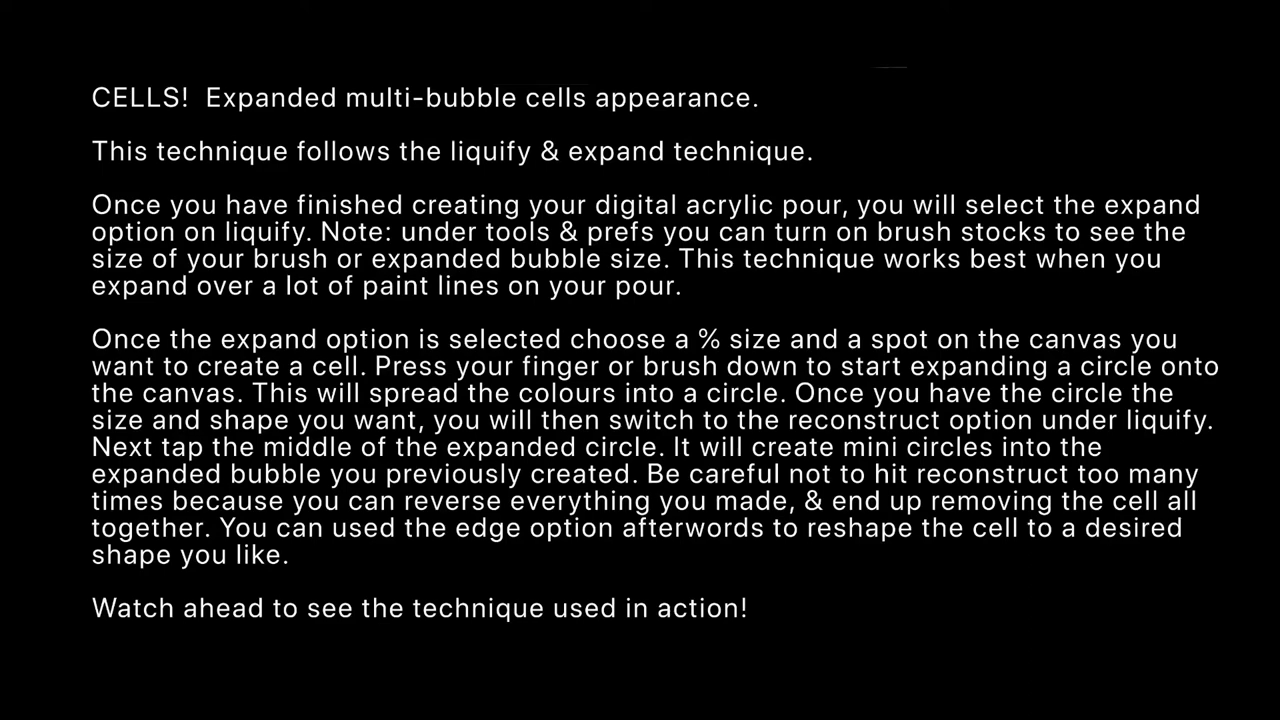 CELLS!  Expanded multi-bubble cells appearance.
This technique follows the liquify & expand technique.
Once you have finished creating your digital acrylic pour, you will select the expand
option on liquify. Note: under tools & prefs you can turn on brush stocks to see the
size of your brush or expanded bubble size. This technique works best when you
expand over a lot of paint lines on your pour.
Once the expand option is selected choose a % size and a spot on the canvas you
want to create a cell. Press your finger or brush down to start expanding a circle onto
the canvas. This will spread the colours into a circle. Once you have the circle the
size and shape you want, you will then switch to the reconstruct option under liquify.
Next tap the middle of the expanded circle. It will create mini circles into the
expanded bubble you previously created. Be careful not to hit reconstruct too many
times because you can reverse everything you made, & end up removing the cell all
together. You can used the edge option afterwords to reshape the cell to a desired
shape you like.
Watch ahead to see the technique used in action!